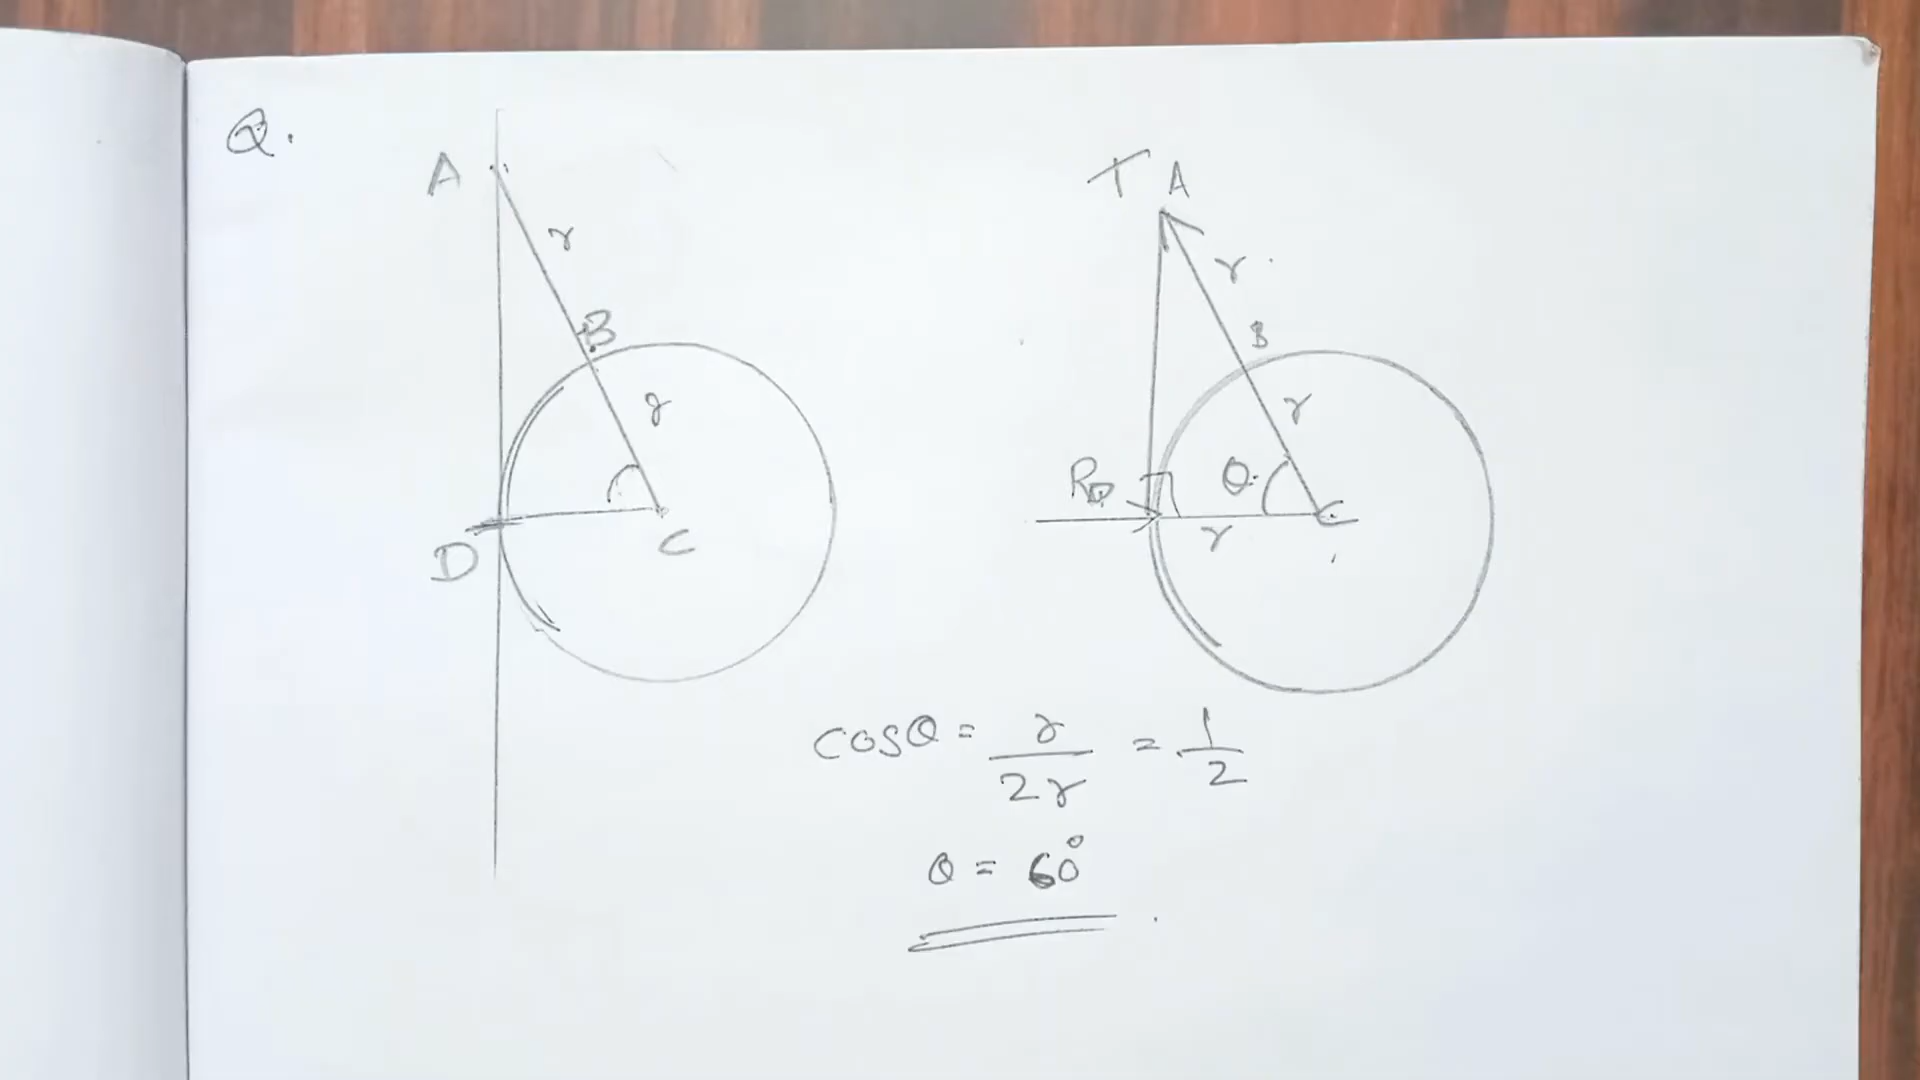 Q.
A
r
B
r
D
C
T A
r
B
r
R D
θ
C
r
cosθ = r/2r = 1/2
θ = 60°